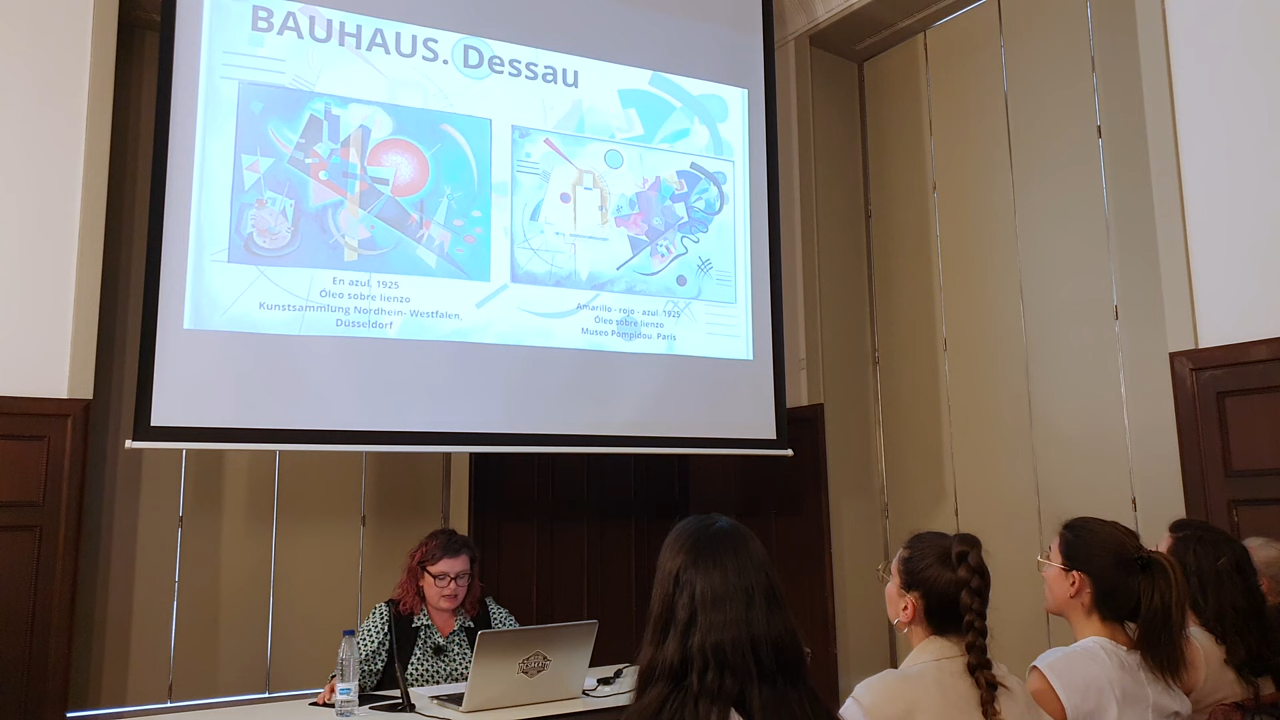 BAUHAUS. Dessau
En azul. 1925
Óleo sobre lienzo
Kunstsammlung Nordhein- Westfalen.
Düsseldorf
Amarillo - rojo - azul. 1925
Óleo sobre lienzo
Museo Pompidou. París